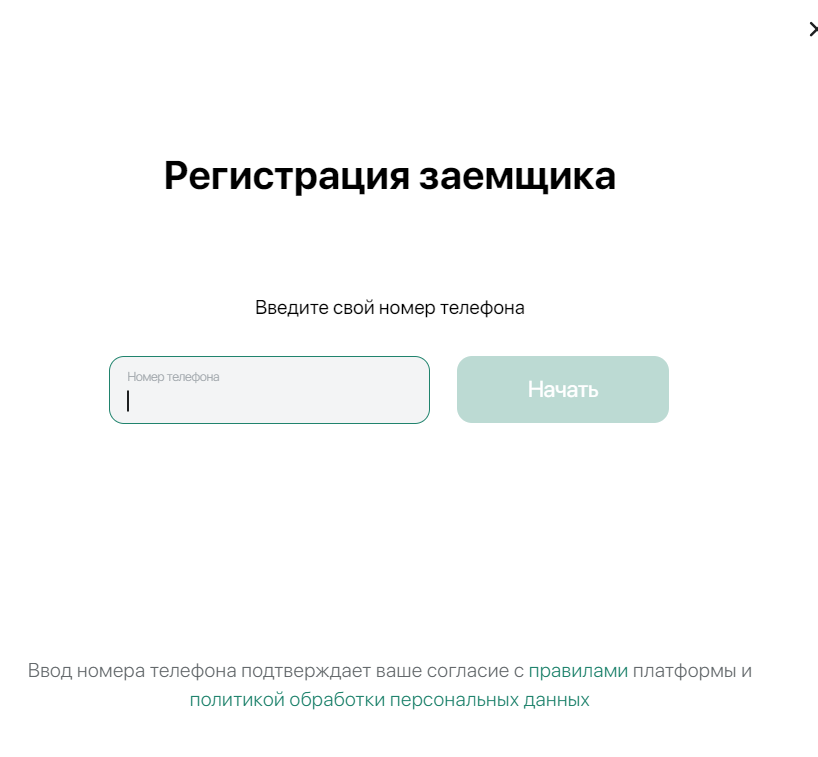 Регистрация заемщика
Введите свой номер телефона
Номер телефона
Начать
Ввод номера телефона подтверждает ваше согласие с правилами платформы и
политикой обработки персональных данных